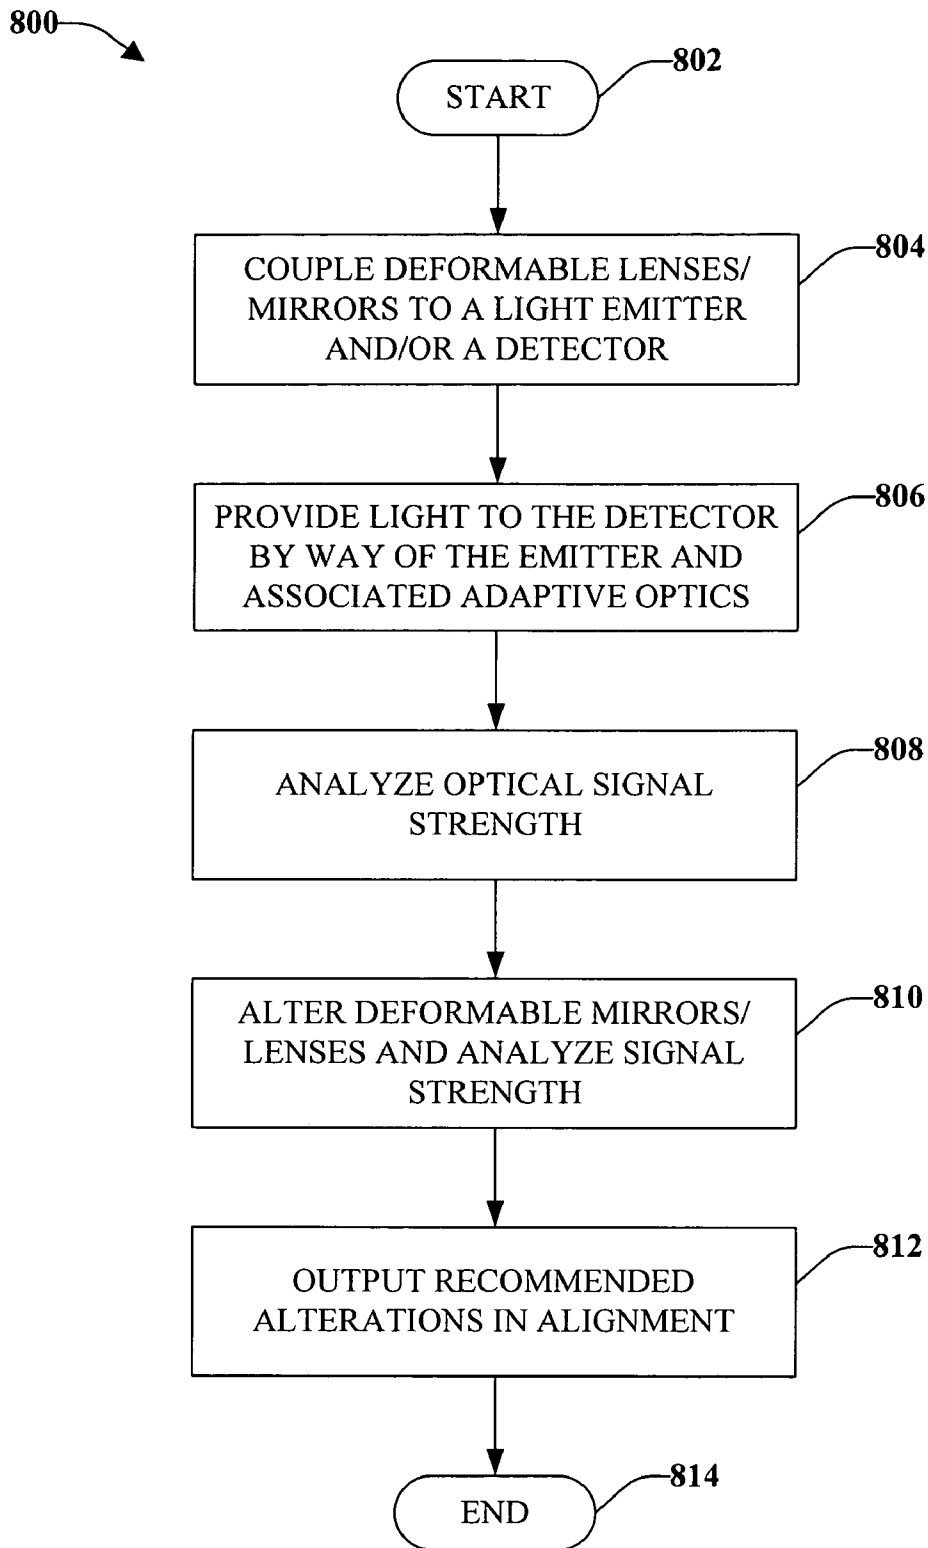 800
802
START
804
COUPLE DEFORMABLE LENSES/
MIRRORS TO A LIGHT EMITTER
AND/OR A DETECTOR
806
PROVIDE LIGHT TO THE DETECTOR
BY WAY OF THE EMITTER AND
ASSOCIATED ADAPTIVE OPTICS
808
ANALYZE OPTICAL SIGNAL
STRENGTH
810
ALTER DEFORMABLE MIRRORS/
LENSES AND ANALYZE SIGNAL
STRENGTH
812
OUTPUT RECOMMENDED
ALTERATIONS IN ALIGNMENT
814
END